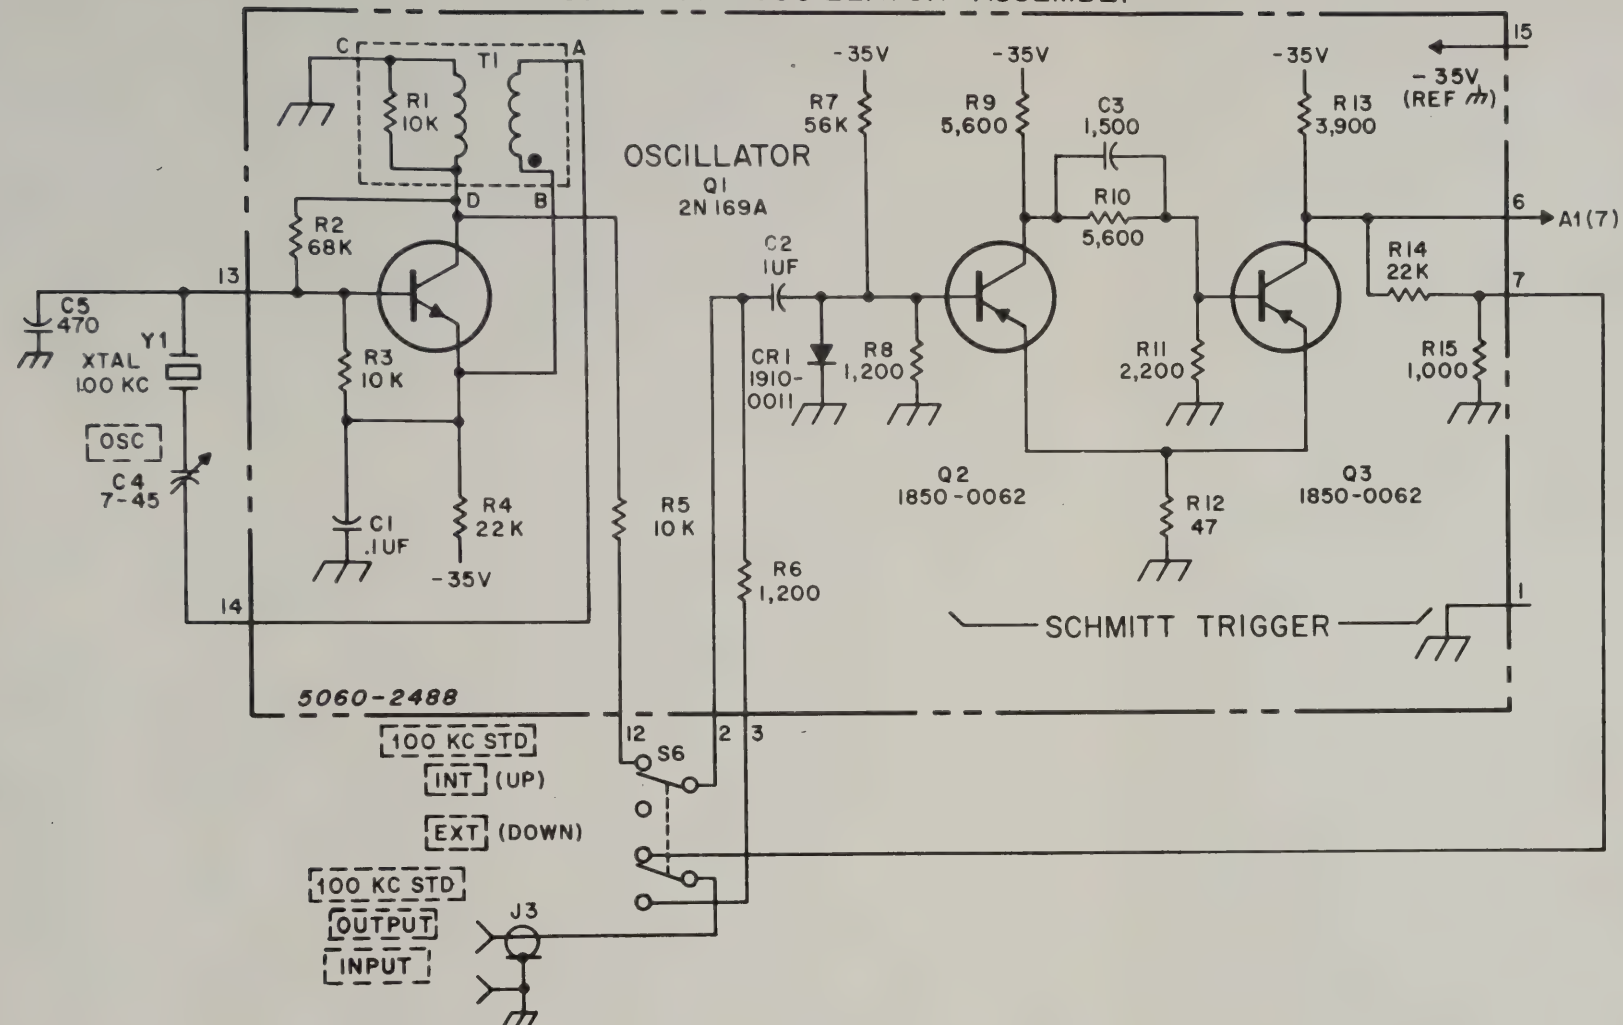 ASSEMBLY
C
A
T1
R1
10K
D
B
R2
68K
13
C5
470
Y1
XTAL
100 KC
OSC
C4
7-45
14
R3
10 K
C1
.1UF
R4
22K
-35V
OSCILLATOR
Q1
2N169A
R5
10 K
C2
1UF
R6
1,200
CR1
1910-
0011
R7
56K
-35V
R8
1,200
R9
5,600
-35V
C3
1,500
R10
5,600
R11
2,200
-35V
R13
3,900
15
-35V
(REF )
6
A1(7)
R14
22K
7
R15
1,000
Q2
1850-0062
Q3
1850-0062
R12
47
SCHMITT TRIGGER
1
5060-2488
12
2
3
S6
100 KC STD
INT (UP)
EXT (DOWN)
100 KC STD
OUTPUT
INPUT
J3